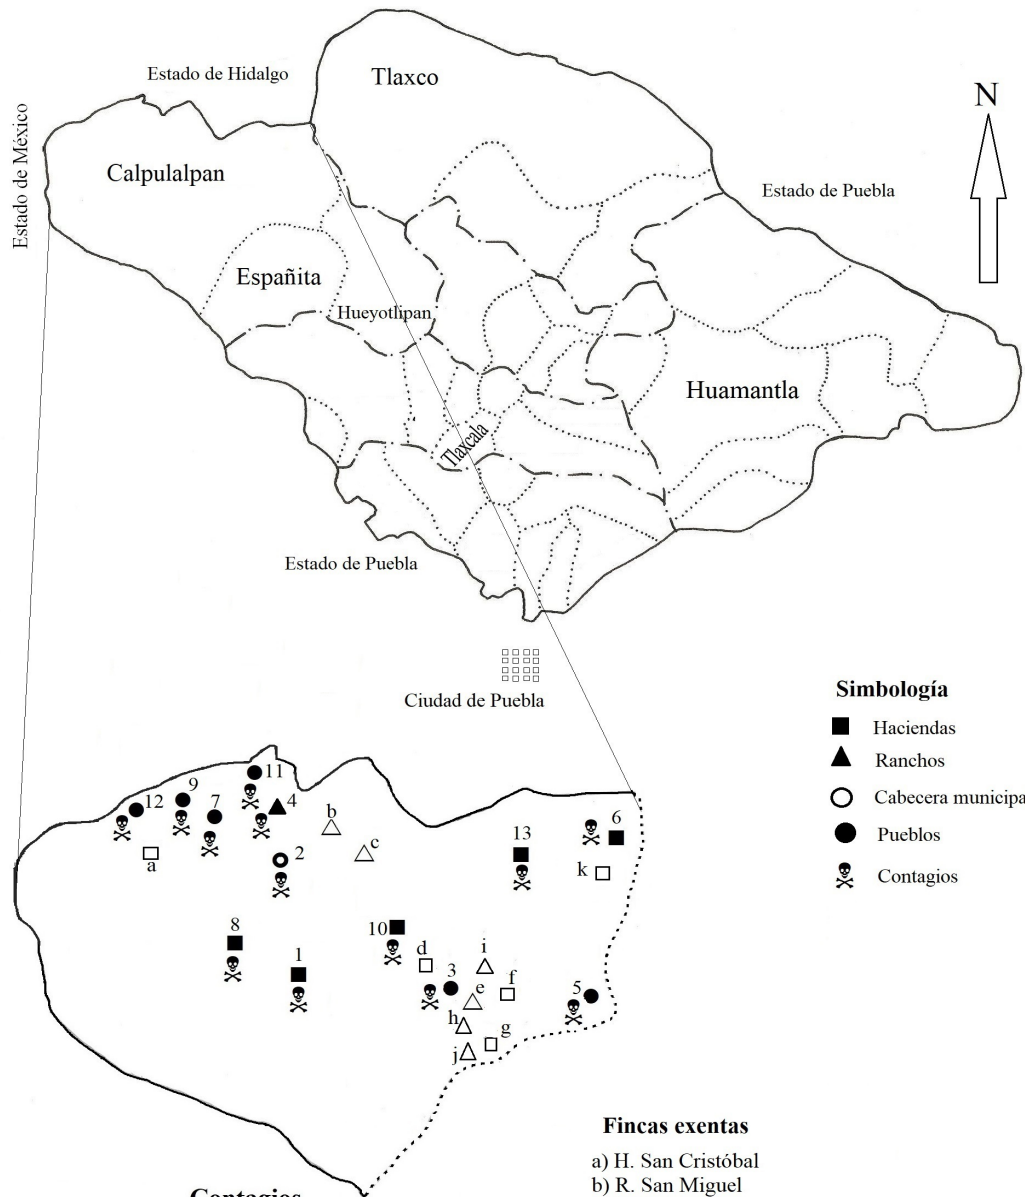 Estado de Hidalgo
Tlaxco
Estado de México
N
Calpulalpan
Estado de Puebla
Españita
Hueyotlipan
Huamantla
Tlaxcala
Estado de Puebla
Ciudad de Puebla
Simbología
Haciendas
Ranchos
Cabecera municipa
Pueblos
Contagios
11
9
12
7
4
b
6
13
2
c
a
k
8
10
d
i
1
3
f
5
e
h
g
j
Fincas exentas
a) H. San Cristóbal
b) R. San Miguel
Contagios